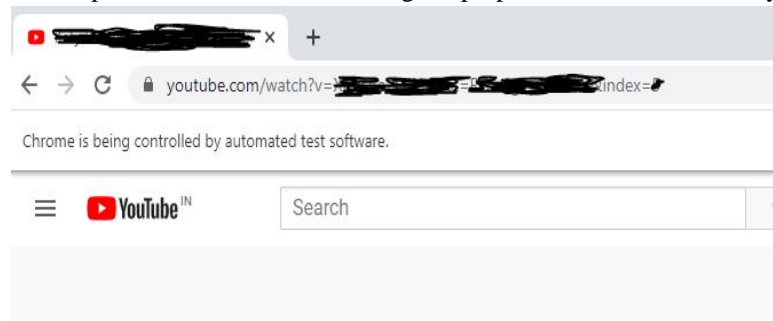 youtube.com/watch?v= = index=
Chrome is being controlled by automated test software.
YouTube IN
Search